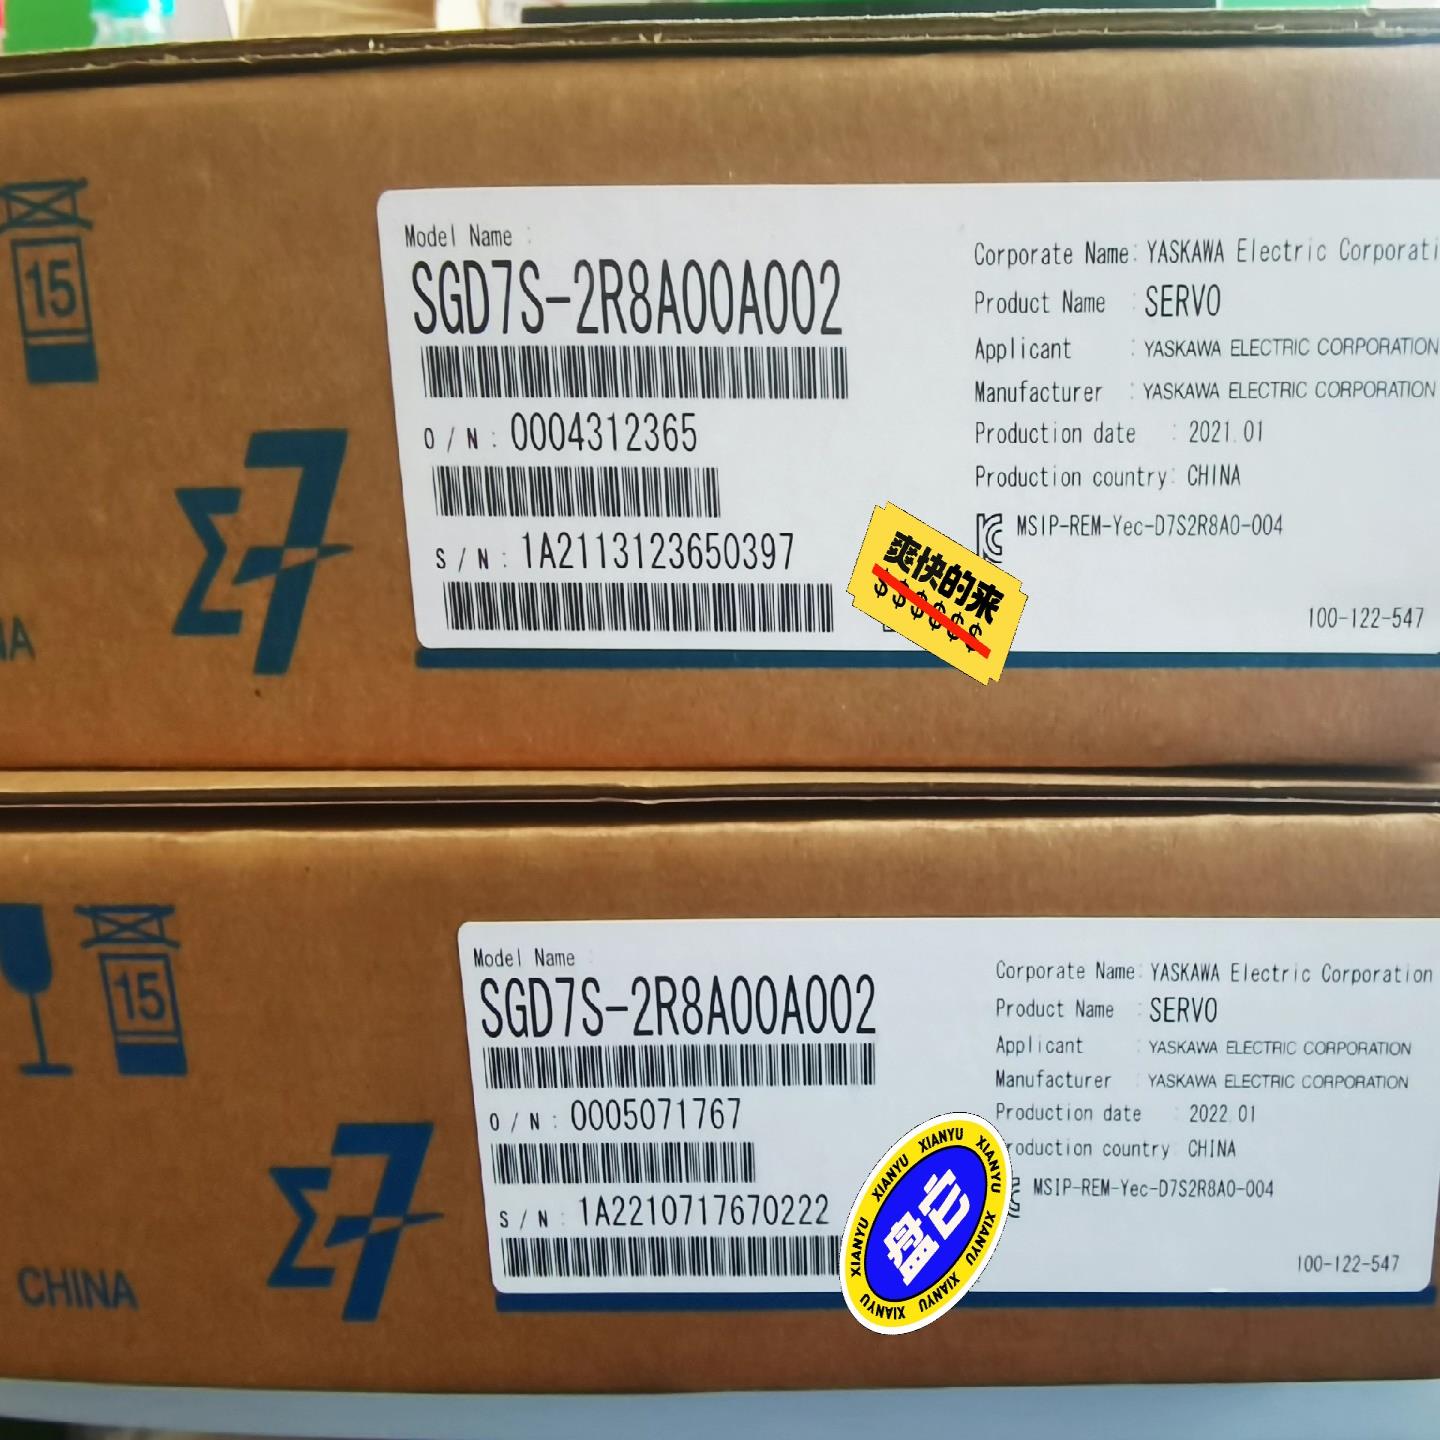 15
Model Name :
SGD7S-2R8A00A002
O / N : 0004312365
S / N : 1A2113123650397
Corporate Name: YASKAWA Electric Corporati
Product Name : SERVO
Applicant : YASKAWA ELECTRIC CORPORATION
Manufacturer : YASKAWA ELECTRIC CORPORATION
Production date : 2021.01
Production country: CHINA
MSIP-REM-Yec-D7S2R8A0-004
100-122-547
爽快的来
$$$$$$
Σ7
NA
15
Model Name :
SGD7S-2R8A00A002
O / N : 0005071767
S / N : 1A2210717670222
Corporate Name: YASKAWA Electric Corporation
Product Name : SERVO
Applicant : YASKAWA ELECTRIC CORPORATION
Manufacturer : YASKAWA ELECTRIC CORPORATION
Production date : 2022.01
roduction country: CHINA
MSIP-REM-Yec-D7S2R8A0-004
100-122-547
XIANYU XIANYU XIANYU XIANYU XIANYU XIANYU XIANYU XIANYU
盘它
Σ7
CHINA